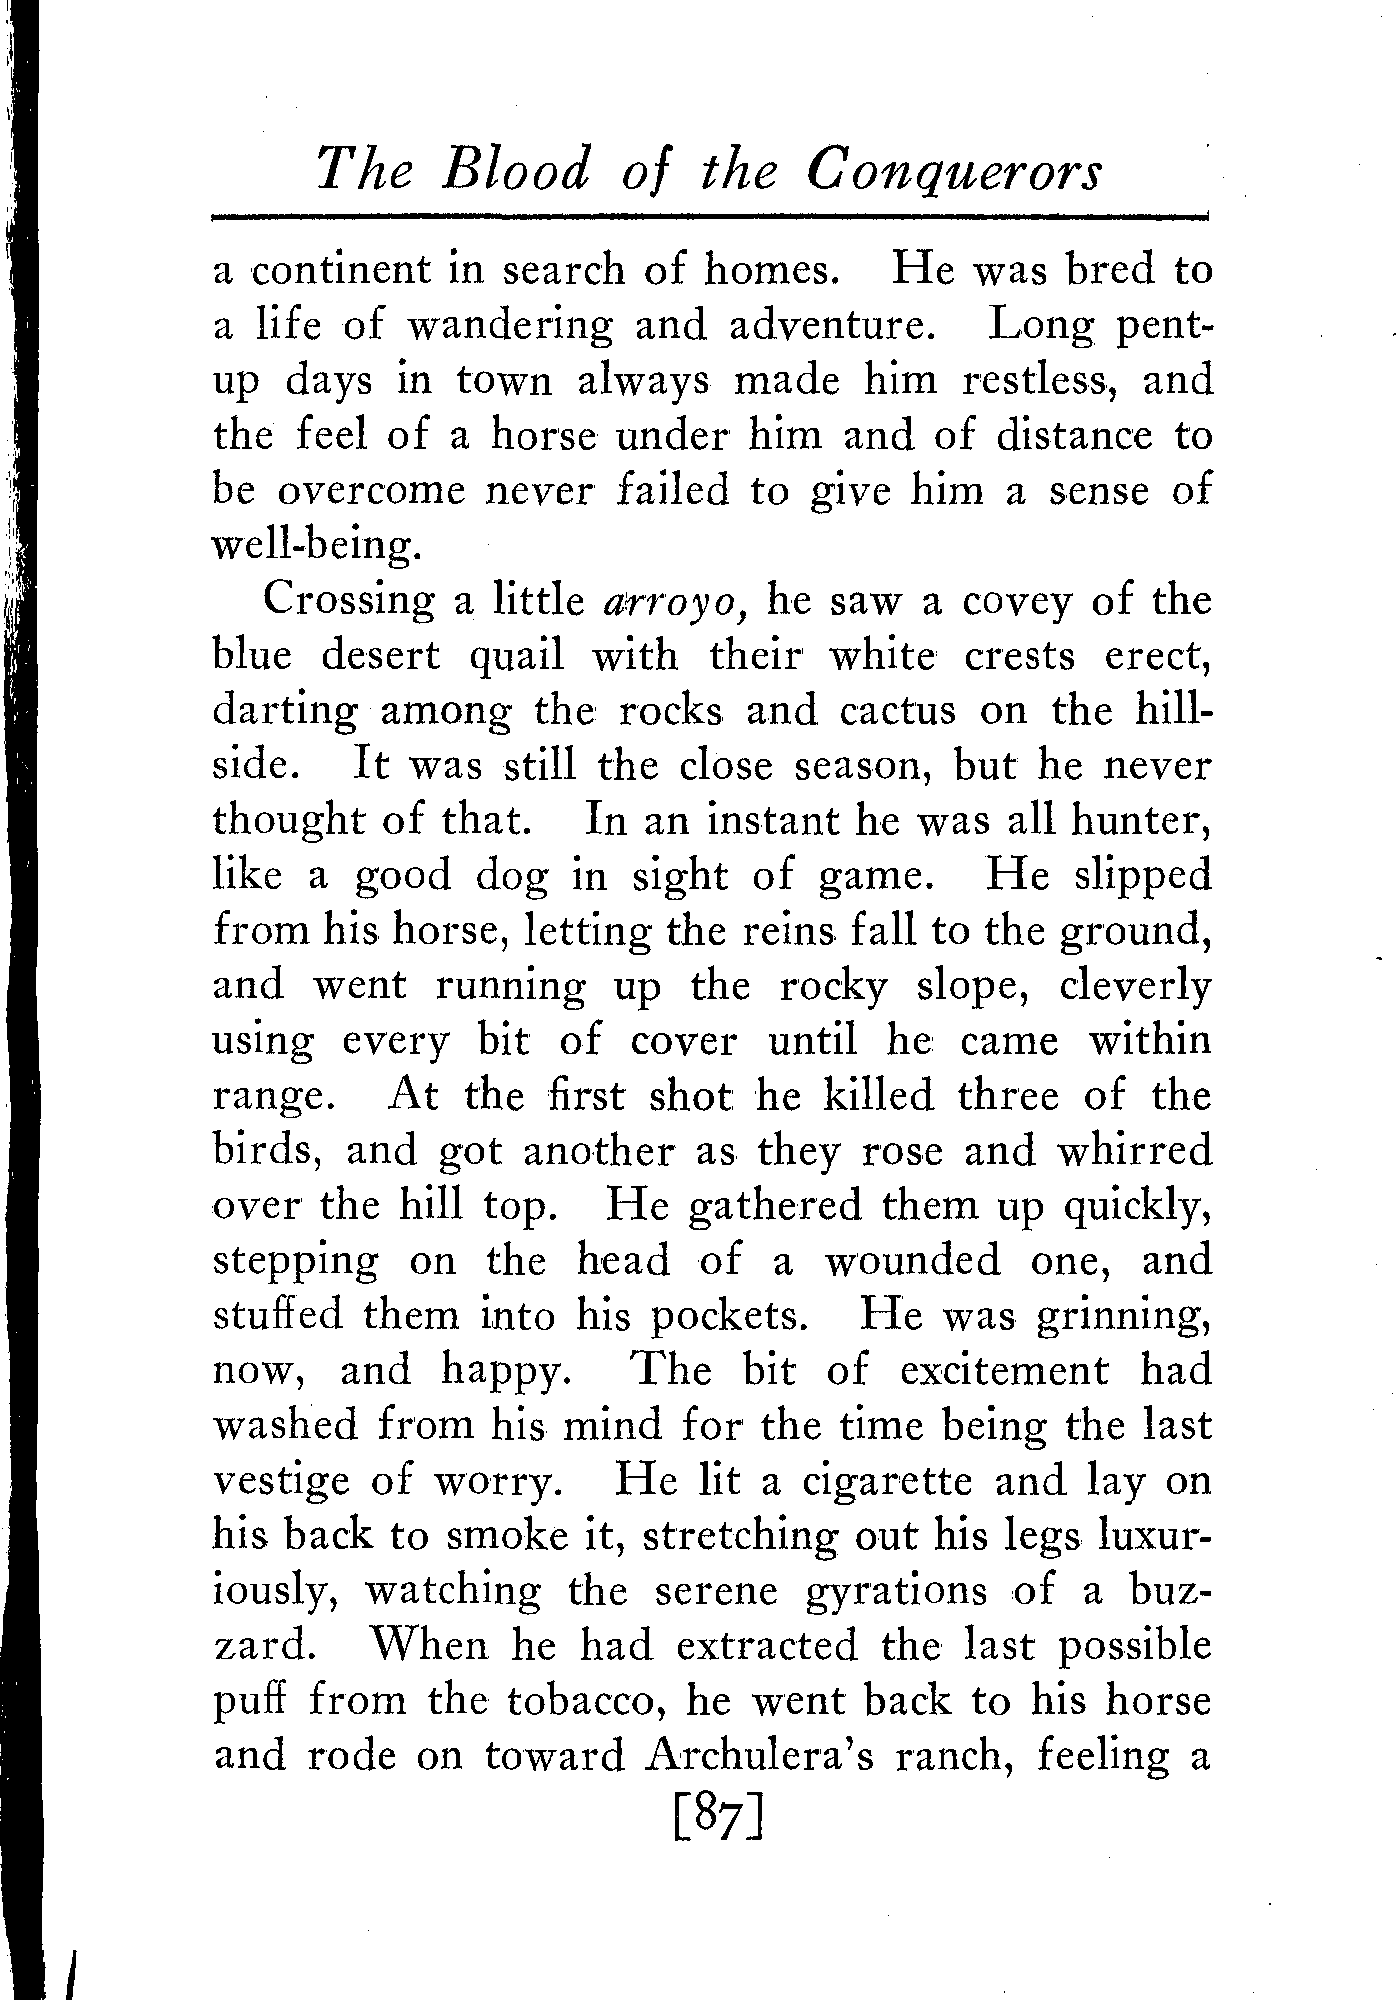 The Blood of the Conquerors
a continent in search of homes. He was bred to
a life of wandering and adventure. Long pent-
up days in town always made him restless, and
the feel of a horse under him and of distance to
be overcome never failed to give him a sense of
well-being.
Crossing a little arroyo, he saw a covey of the
blue desert quail with their white crests erect,
darting among the rocks and cactus on the hill-
side. It was still the close season, but he never
thought of that. In an instant he was all hunter,
like a good dog in sight of game. He slipped
from his horse, letting the reins fall to the ground,
and went running up the rocky slope, cleverly
using every bit of cover until he came within
range. At the first shot he killed three of the
birds, and got another as they rose and whirred
over the hill top. He gathered them up quickly,
stepping on the head of a wounded one, and
stuffed them into his pockets. He was grinning,
now, and happy. The bit of excitement had
washed from his mind for the time being the last
vestige of worry. He lit a cigarette and lay on
his back to smoke it, stretching out his legs luxur-
iously, watching the serene gyrations of a buz-
zard. When he had extracted the last possible
puff from the tobacco, he went back to his horse
and rode on toward Archulera's ranch, feeling a
[87]